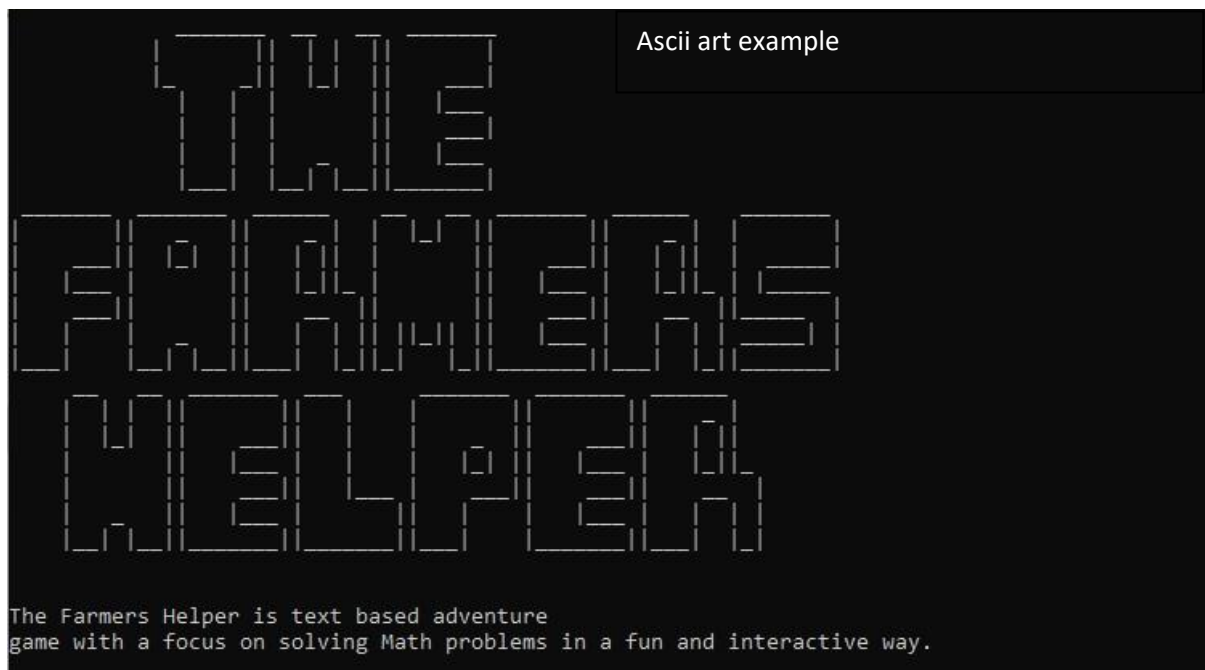 Ascii art example
THE
FARMERS
HELPER
The Farmers Helper is text based adventure
game with a focus on solving Math problems in a fun and interactive way.